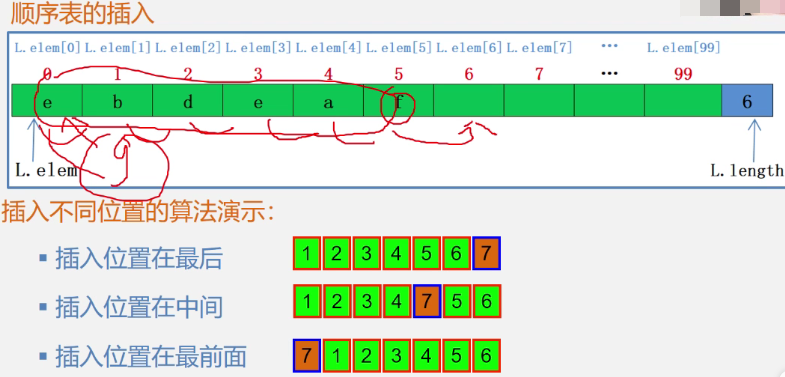 顺序表的插入
L.elem[0] L.elem[1] L.elem[2] L.elem[3] L.elem[4] L.elem[5] L.elem[6] L.elem[7] … L.elem[99]
0 1 2 3 4 5 6 7 … 99
e b d e a f 6
g
L.elem L.length
插入不同位置的算法演示：
▪ 插入位置在最后 1 2 3 4 5 6 7
▪ 插入位置在中间 1 2 3 4 7 5 6
▪ 插入位置在最前面 7 1 2 3 4 5 6